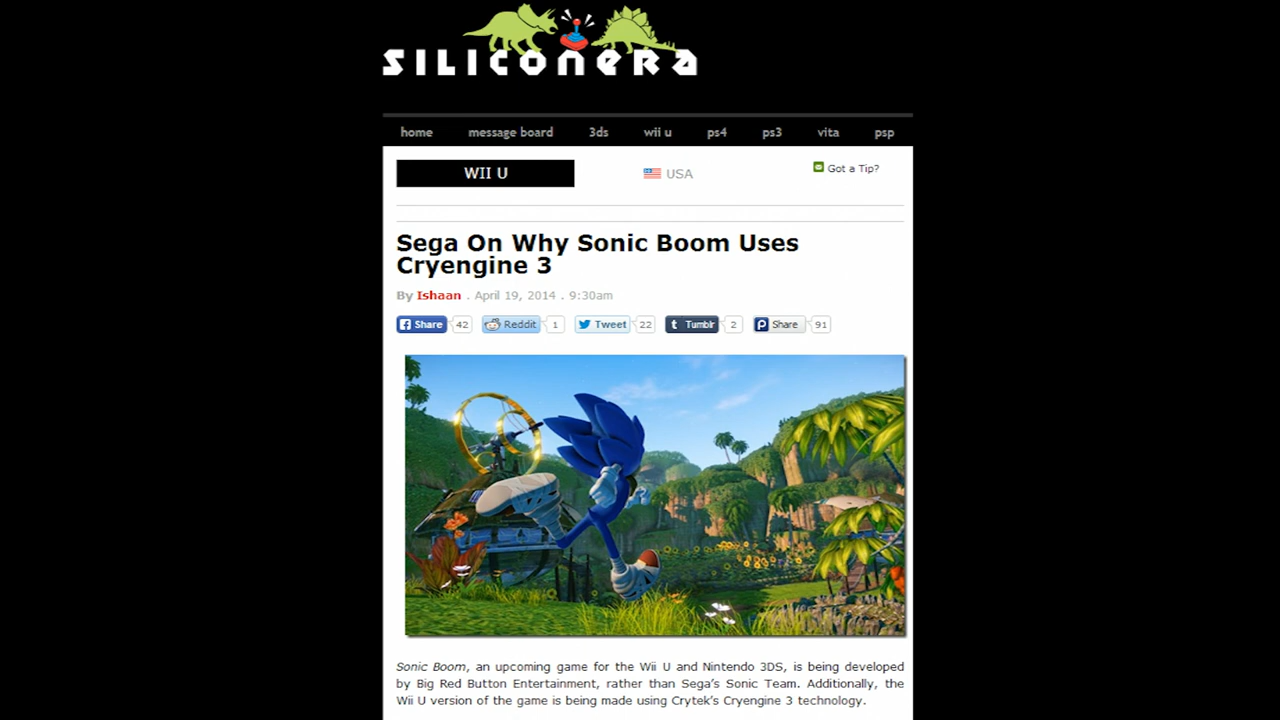 SILICONERA
home message board 3ds wii u ps4 ps3 vita psp
WII U USA Got a Tip?
Sega On Why Sonic Boom Uses
Cryengine 3
By Ishaan . April 19, 2014 . 9:30am
Share 42 Reddit 1 Tweet 22 Tumblr 2 Share 91
Sonic Boom, an upcoming game for the Wii U and Nintendo 3DS, is being developed
by Big Red Button Entertainment, rather than Sega's Sonic Team. Additionally, the
Wii U version of the game is being made using Crytek's Cryengine 3 technology.